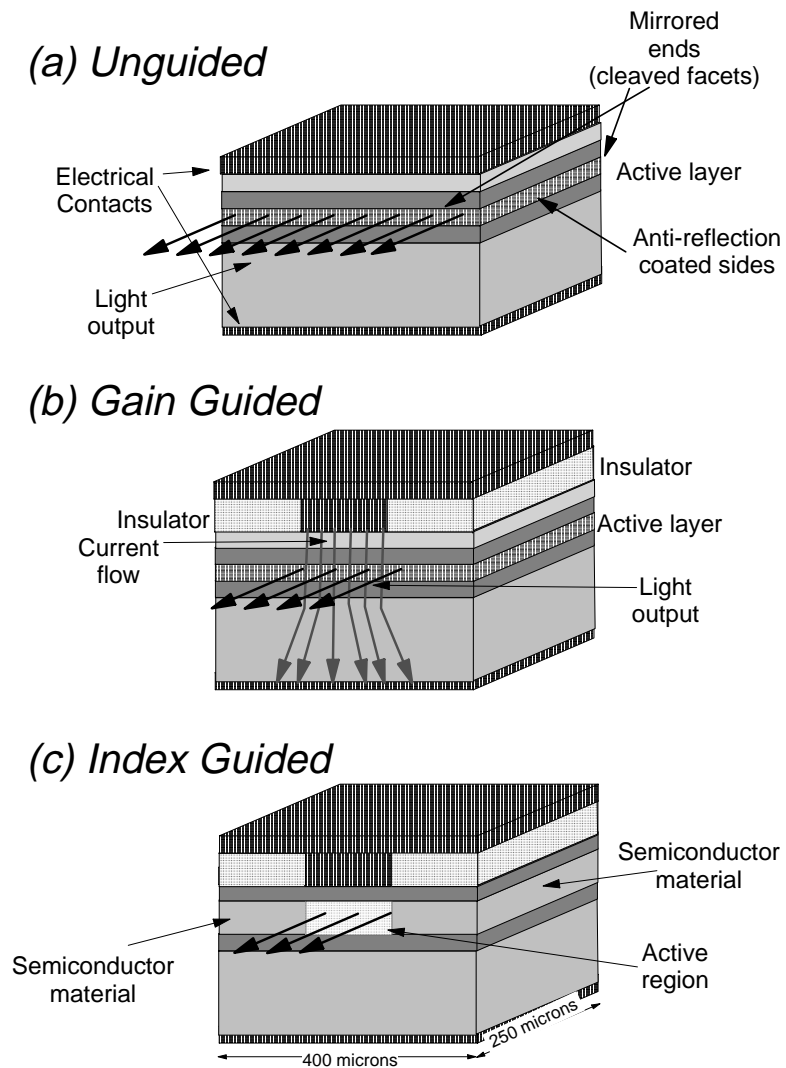 (a) Unguided
Mirrored
ends
(cleaved facets)
Electrical
Contacts
Active layer
Anti-reflection
coated sides
Light
output
(b) Gain Guided
Insulator
Insulator
Current
flow
Active layer
Light
output
(c) Index Guided
Semiconductor
material
Semiconductor
material
Active
region
400 microns
250 microns